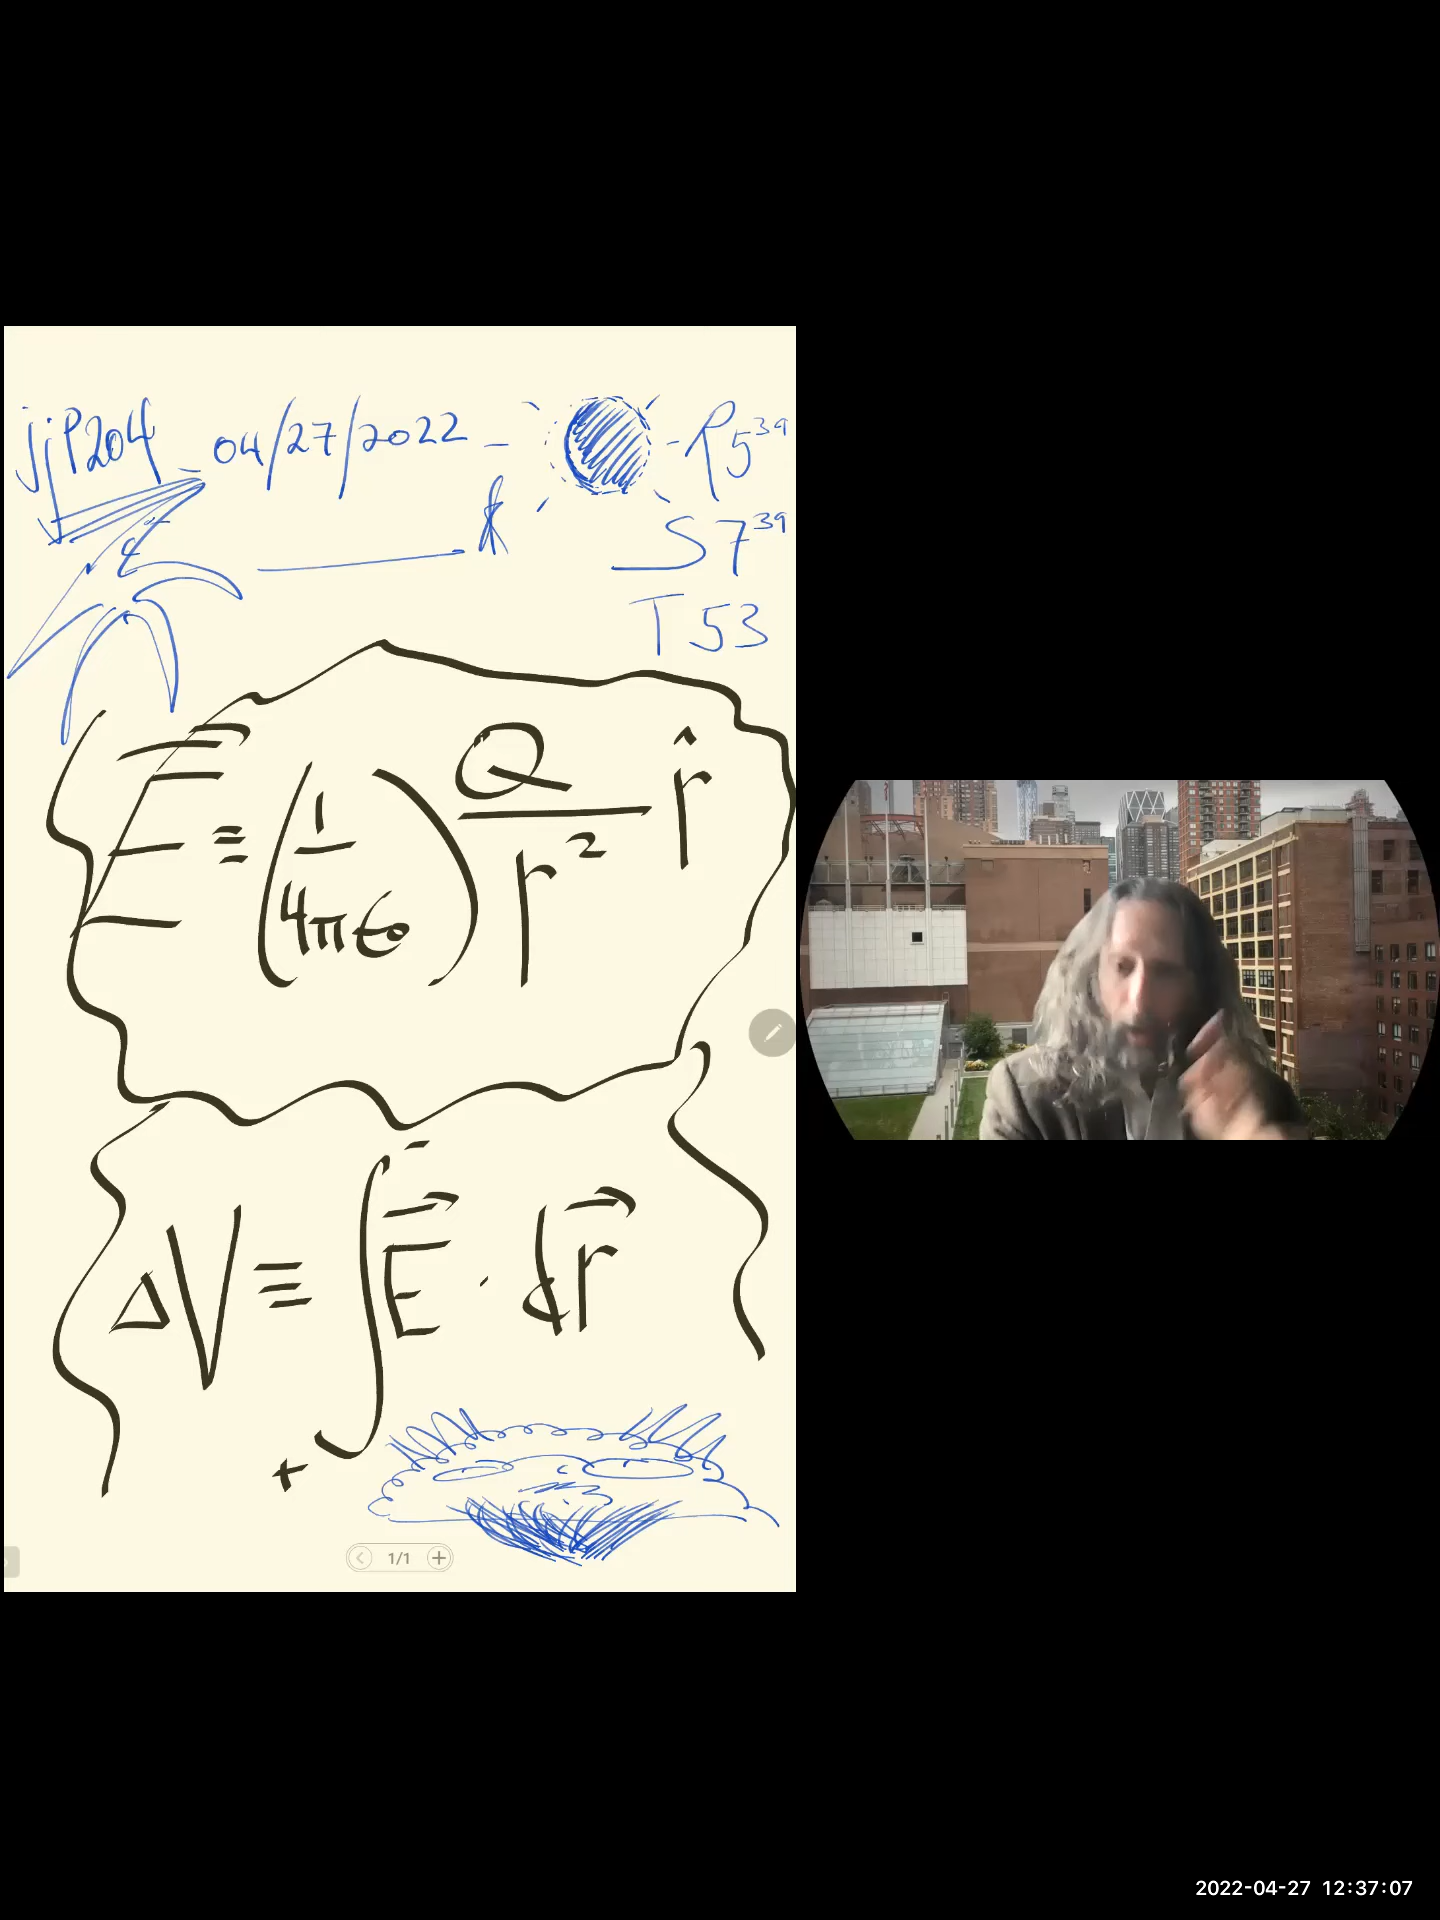 jjP204 04/27/2022 - - R5³⁹
S7³⁹
T53
E⃗ = (1/4πε₀) Q/r² r̂
ΔV ≡ ∫₊⁻ E⃗ · dr⃗
1/1
2022-04-27 12:37:07